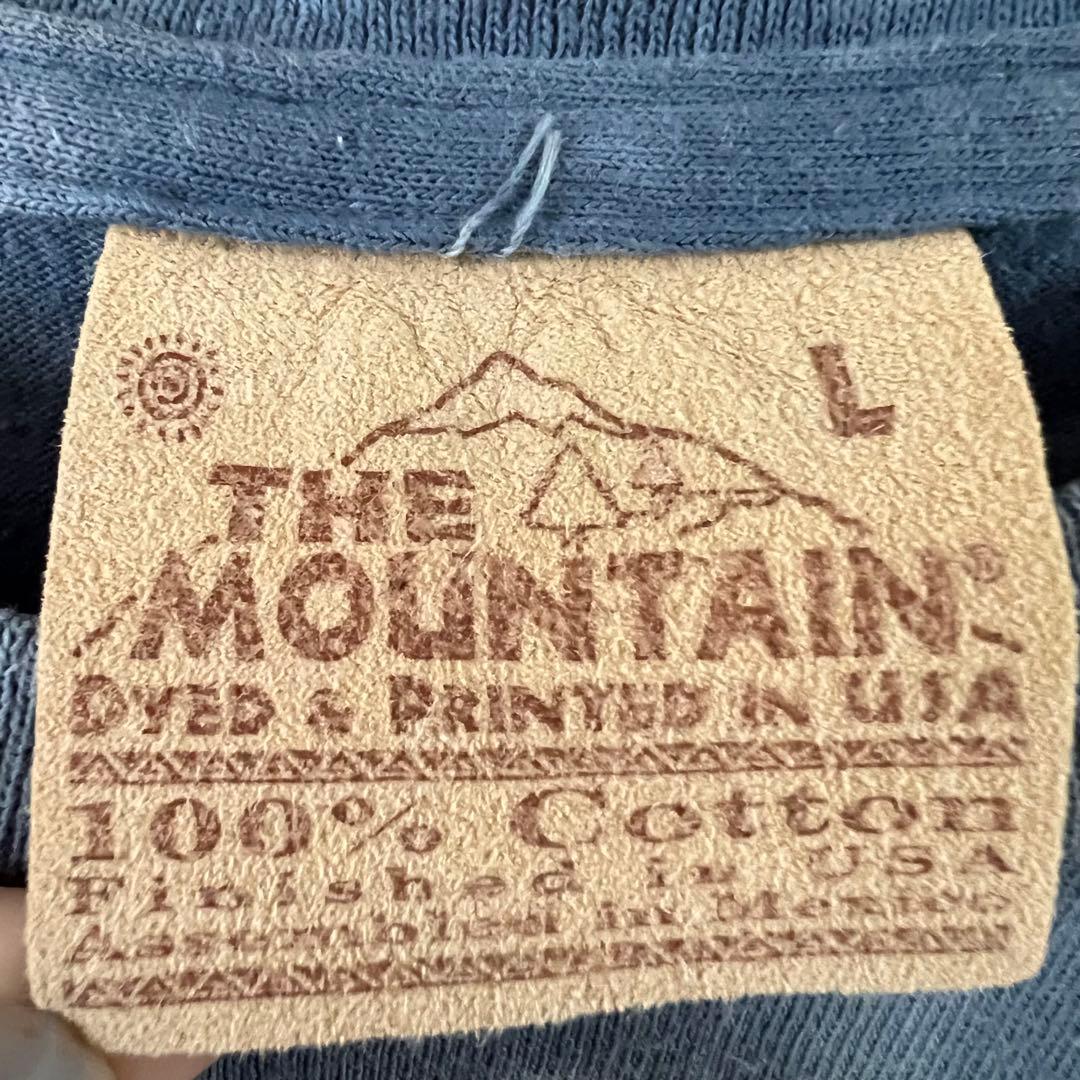 L
THE
MOUNTAIN®
DYED & PRINTED IN USA
100% Cotton
Finished in USA
Assembled in Mexico